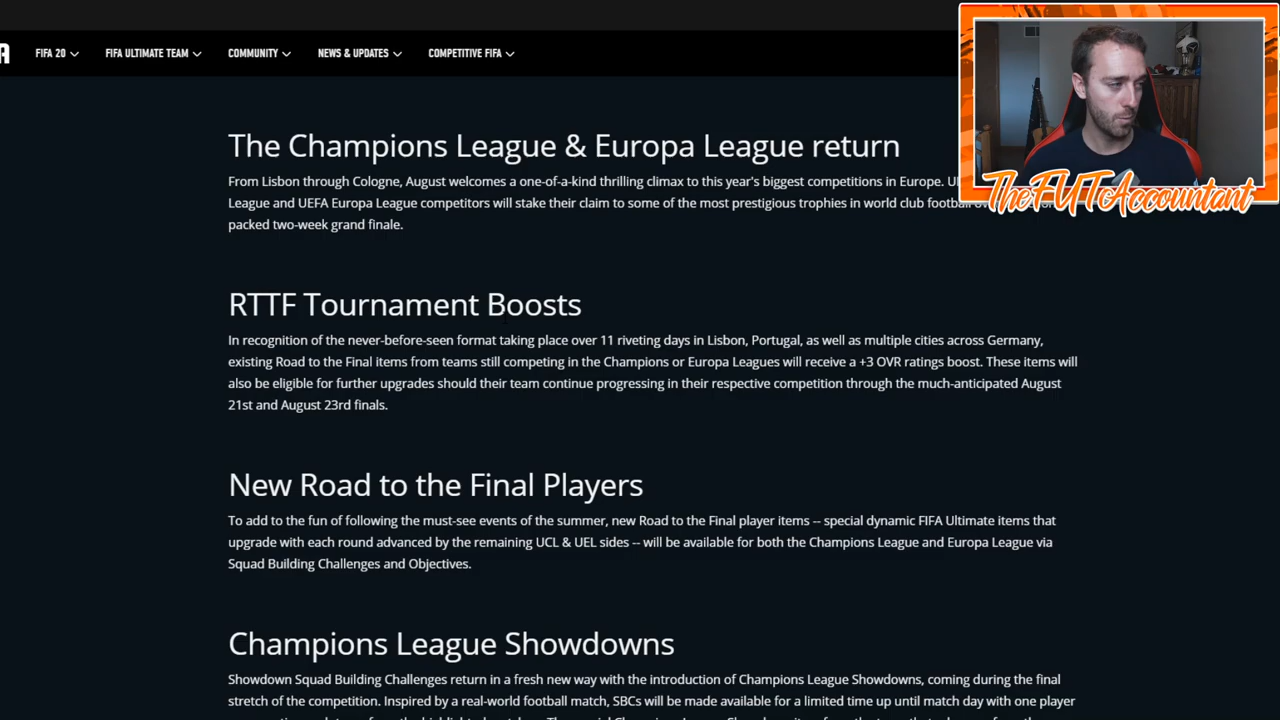 A FIFA 20 FIFA ULTIMATE TEAM COMMUNITY NEWS & UPDATES COMPETITIVE FIFA
The Champions League & Europa League return
From Lisbon through Cologne, August welcomes a one-of-a-kind thrilling climax to this year's biggest competitions in Europe.
League and UEFA Europa League competitors will stake their claim to some of the most prestigious trophies in world club football
packed two-week grand finale.
TheFUTAccountant
RTTF Tournament Boosts
In recognition of the never-before-seen format taking place over 11 riveting days in Lisbon, Portugal, as well as multiple cities across Germany,
existing Road to the Final items from teams still competing in the Champions or Europa Leagues will receive a +3 OVR ratings boost. These items will
also be eligible for further upgrades should their team continue progressing in their respective competition through the much-anticipated August
21st and August 23rd finals.
New Road to the Final Players
To add to the fun of following the must-see events of the summer, new Road to the Final player items -- special dynamic FIFA Ultimate items that
upgrade with each round advanced by the remaining UCL & UEL sides -- will be available for both the Champions League and Europa League via
Squad Building Challenges and Objectives.
Champions League Showdowns
Showdown Squad Building Challenges return in a fresh new way with the introduction of Champions League Showdowns, coming during the final
stretch of the competition. Inspired by a real-world football match, SBCs will be made available for a limited time up until match day with one player